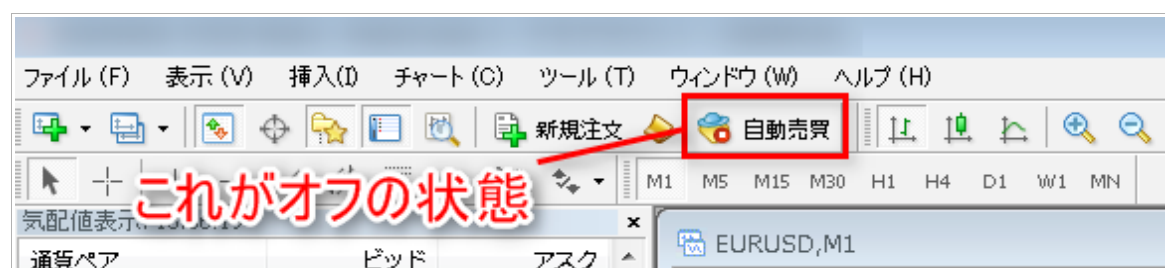 ファイル (F) 表示 (V) 挿入(I) チャート (C) ツール (T) ウィンドウ (W) ヘルプ (H)
新規注文 自動売買
これがオフの状態
M1 M5 M15 M30 H1 H4 D1 W1 MN
気配値表示
EURUSD,M1
通貨ペア ビッド アスク